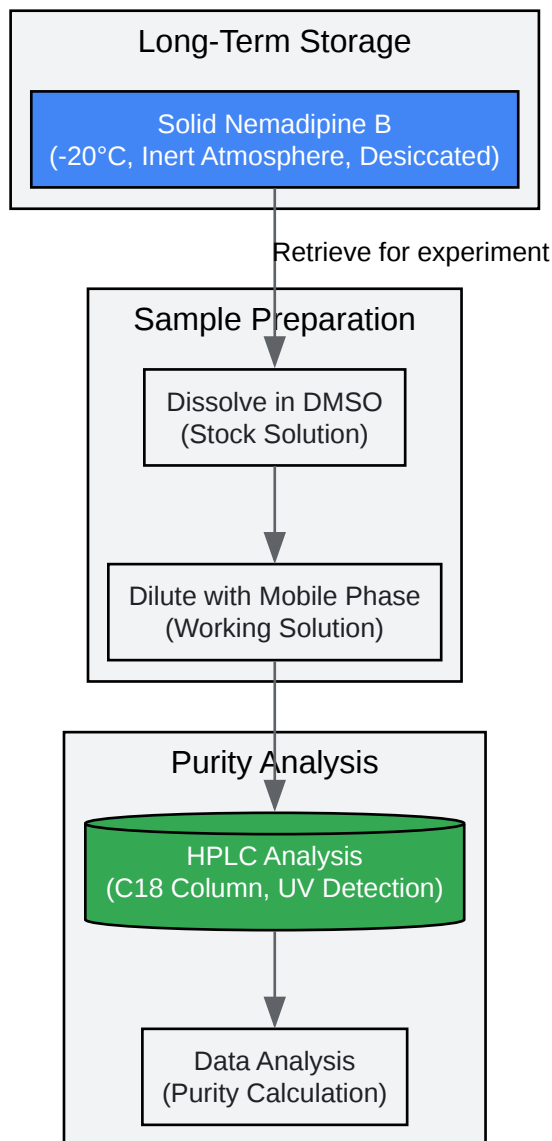 Long-Term Storage
Solid Nemadipine B
(-20°C, Inert Atmosphere, Desiccated)
Retrieve for experiment
Sample Preparation
Dissolve in DMSO
(Stock Solution)
Dilute with Mobile Phase
(Working Solution)
Purity Analysis
HPLC Analysis
(C18 Column, UV Detection)
Data Analysis
(Purity Calculation)